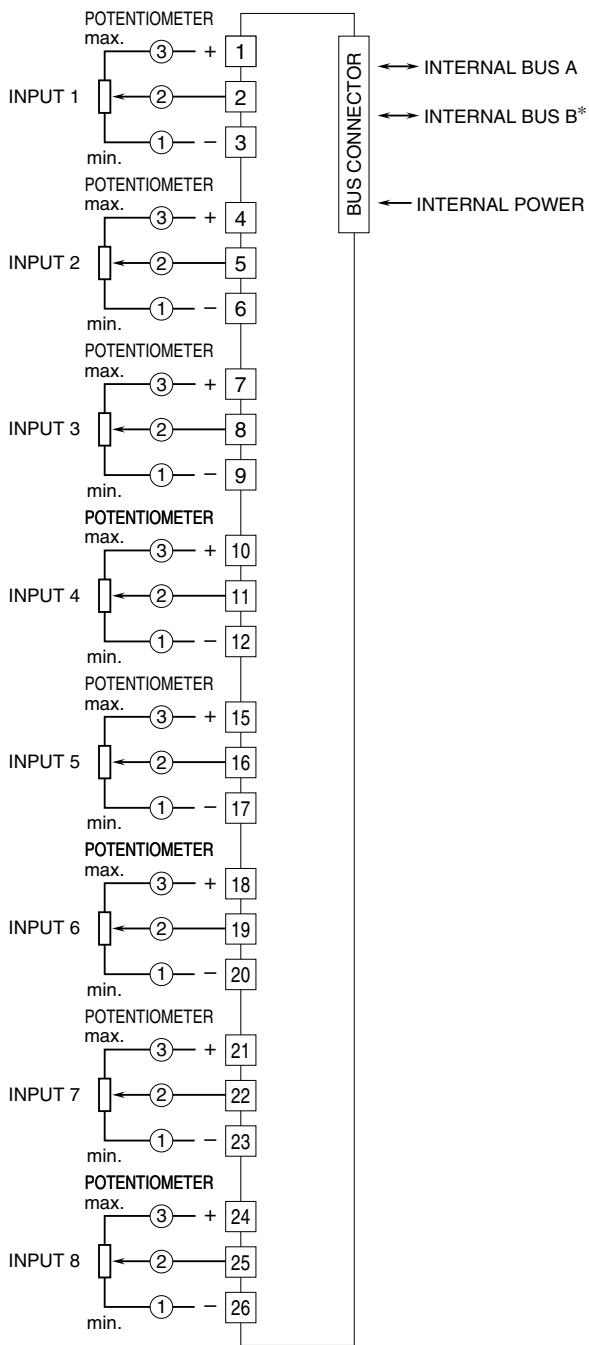 POTENTIOMETER
max.
③ + 1
INPUT 1 ② 2
① − 3
min.
POTENTIOMETER
max.
③ + 4
INPUT 2 ② 5
① − 6
min.
POTENTIOMETER
max.
③ + 7
INPUT 3 ② 8
① − 9
min.
POTENTIOMETER
max.
③ + 10
INPUT 4 ② 11
① − 12
min.
POTENTIOMETER
max.
③ + 15
INPUT 5 ② 16
① − 17
min.
POTENTIOMETER
max.
③ + 18
INPUT 6 ② 19
① − 20
min.
POTENTIOMETER
max.
③ + 21
INPUT 7 ② 22
① − 23
min.
POTENTIOMETER
max.
③ + 24
INPUT 8 ② 25
① − 26
min.
BUS CONNECTOR
INTERNAL BUS A
INTERNAL BUS B*
INTERNAL POWER